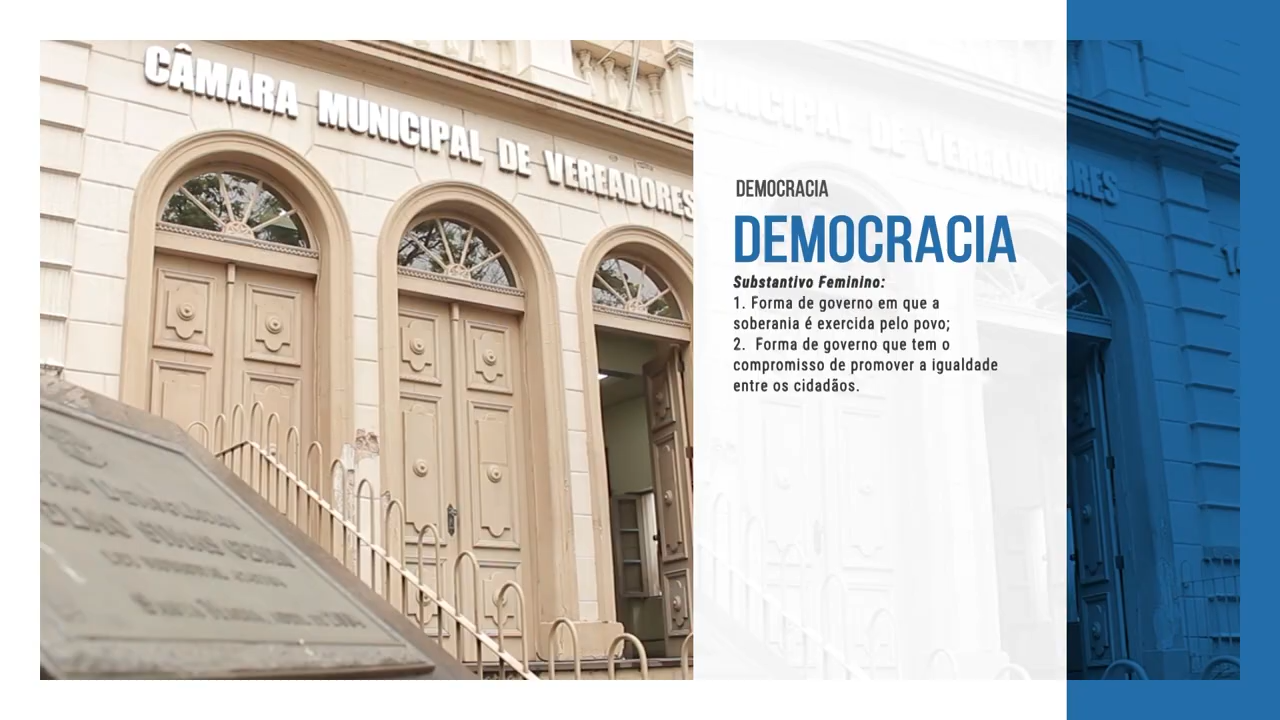 CÂMARA MUNICIPAL DE VEREADORES
DEMOCRACIA
DEMOCRACIA
Substantivo Feminino:
1. Forma de governo em que a
soberania é exercida pelo povo;
2. Forma de governo que tem o
compromisso de promover a igualdade
entre os cidadãos.